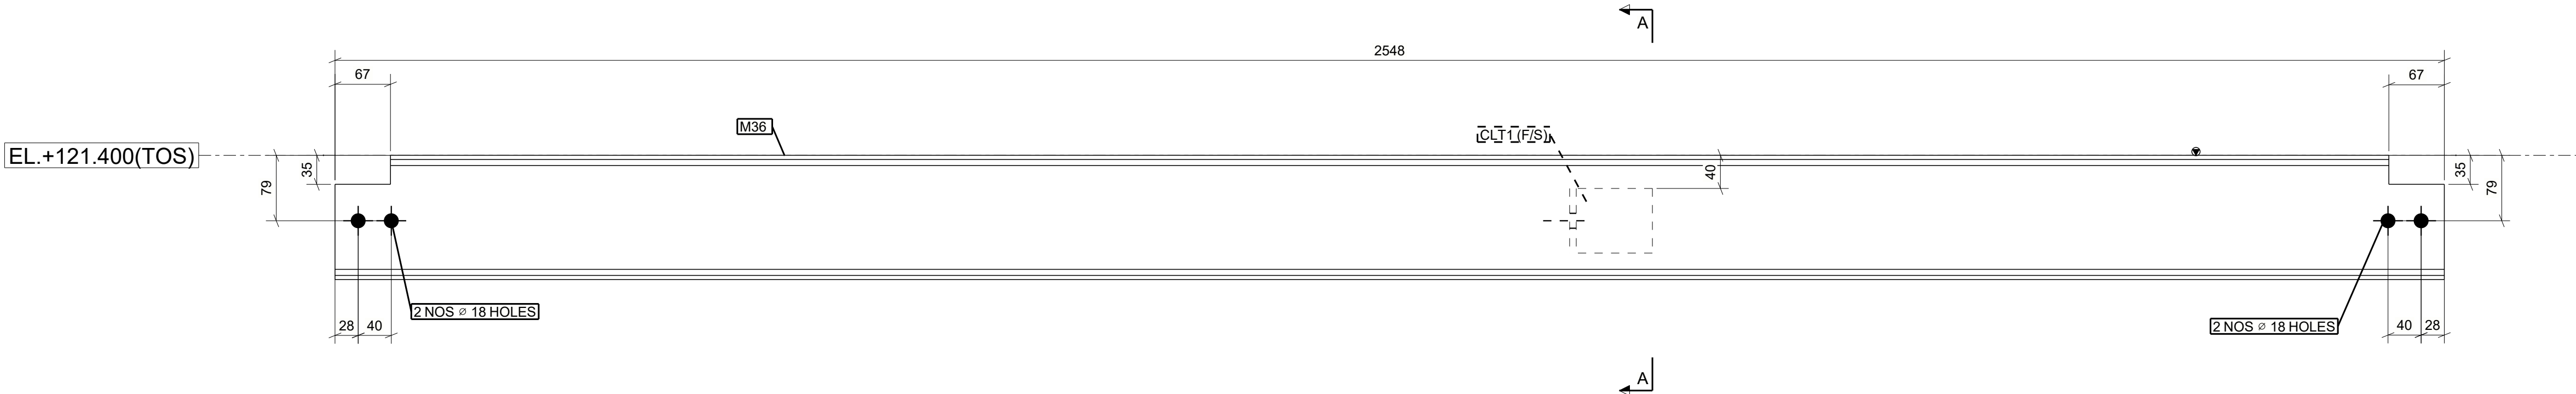 A
2548
67
67
M36
CLT1 (F/S)
EL.+121.400(TOS)
35
79
40
35
79
2 NOS ⌀ 18 HOLES
2 NOS ⌀ 18 HOLES
28
40
40
28
A